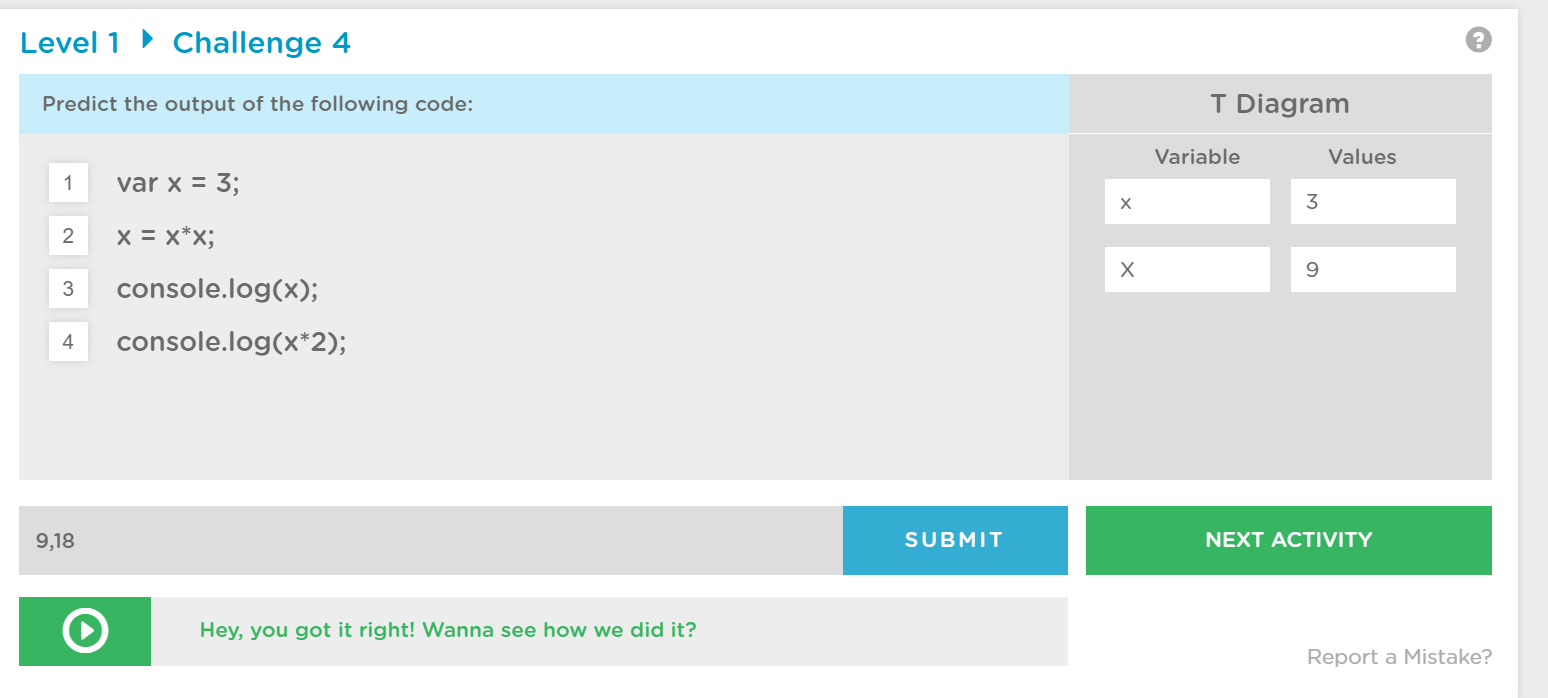 Level 1 Challenge 4
?
Predict the output of the following code:
1 var x = 3;
2 x = x*x;
3 console.log(x);
4 console.log(x*2);
T Diagram
Variable Values
x 3
X 9
9,18
SUBMIT
NEXT ACTIVITY
Hey, you got it right! Wanna see how we did it?
Report a Mistake?